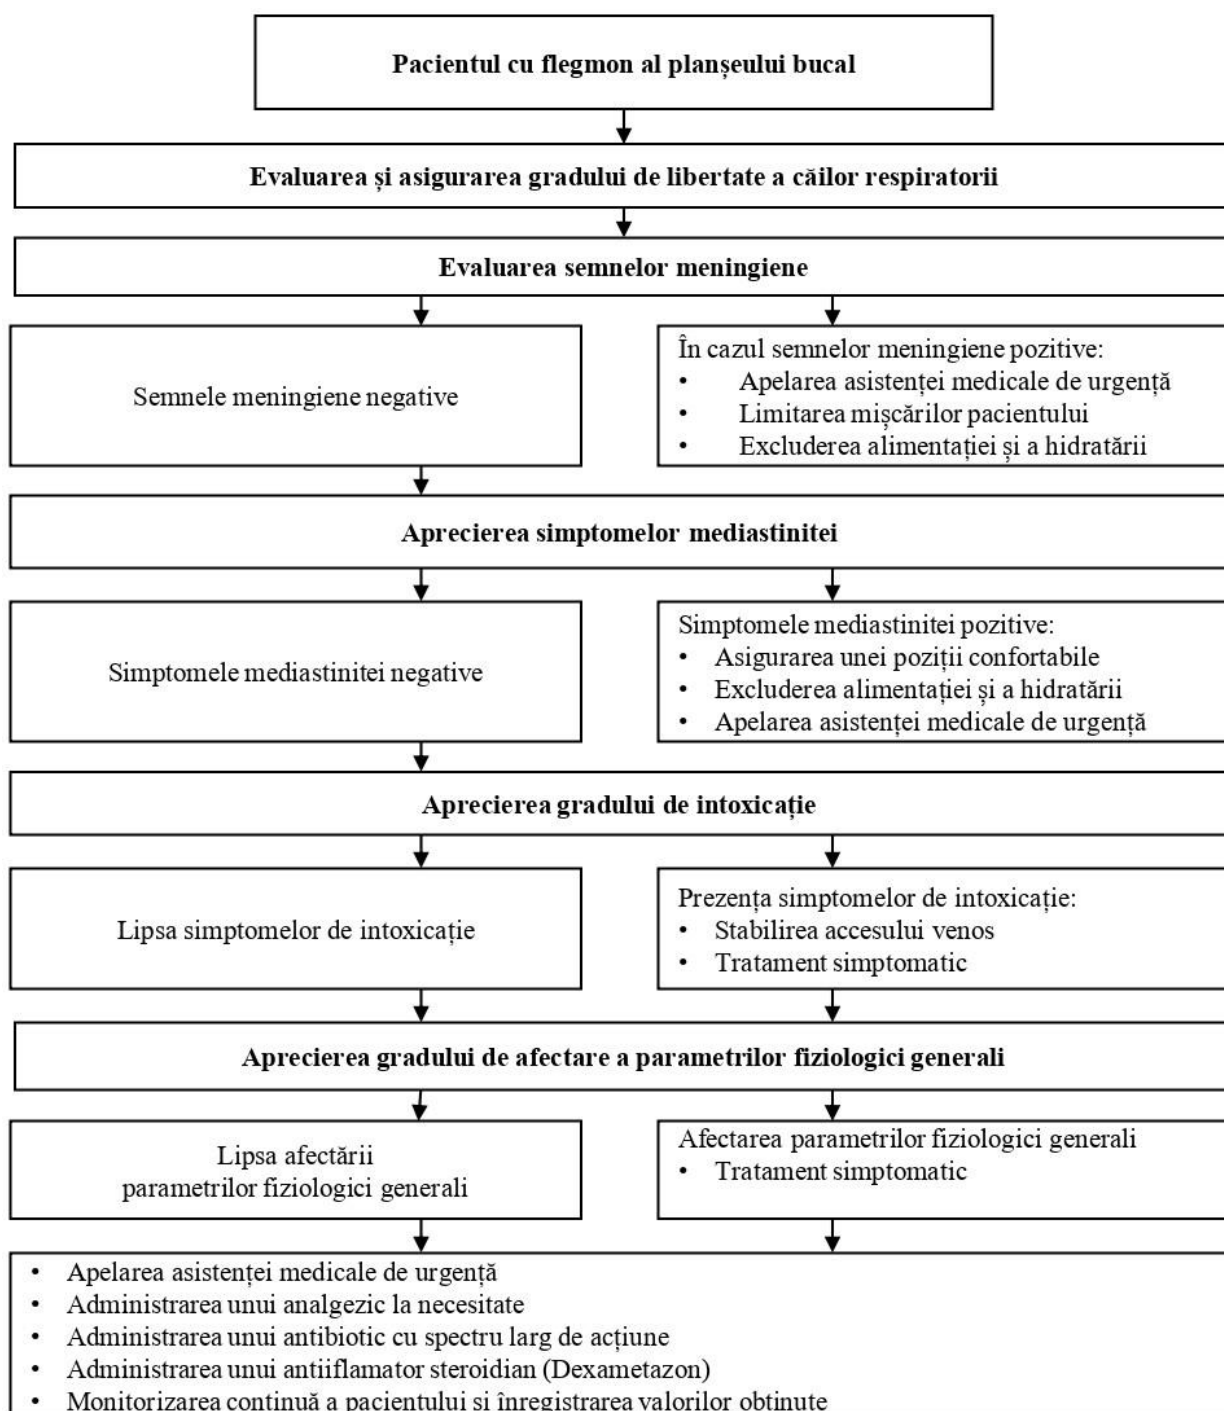 Pacientul cu flegmon al planșeului bucal
Evaluarea și asigurarea gradului de libertate a căilor respiratorii
Evaluarea semnelor meningiene
Semnele meningiene negative
În cazul semnelor meningiene pozitive:
• Apelarea asistenței medicale de urgență
• Limitarea mișcărilor pacientului
• Excluderea alimentației și a hidratării
Aprecierea simptomelor mediastinitei
Simptomele mediastinitei negative
Simptomele mediastinitei pozitive:
• Asigurarea unei poziții confortabile
• Excluderea alimentației și a hidratării
• Apelarea asistenței medicale de urgență
Aprecierea gradului de intoxicație
Lipsa simptomelor de intoxicație
Prezența simptomelor de intoxicație:
• Stabilirea accesului venos
• Tratament simptomatic
Aprecierea gradului de afectare a parametrilor fiziologici generali
Lipsa afectării
parametrilor fiziologici generali
Afectarea parametrilor fiziologici generali
• Tratament simptomatic
• Apelarea asistenței medicale de urgență
• Administrarea unui analgezic la necesitate
• Administrarea unui antibiotic cu spectru larg de acțiune
• Administrarea unui antiiflamator steroidian (Dexametazon)
• Monitorizarea continuă a pacientului și înregistrarea valorilor obținute